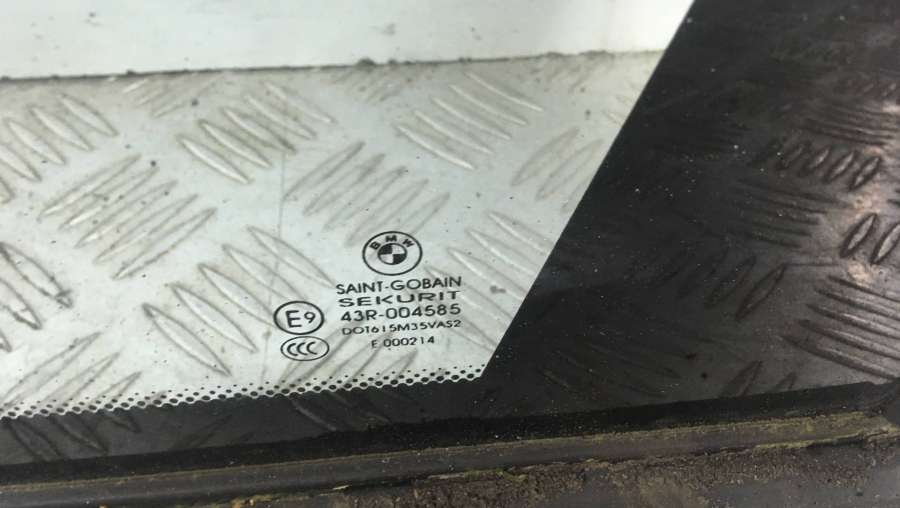 BMW
SAINT-GOBAIN
SEKURIT
E9
43R-004585
DOT615M35VAS2
CCC
E 000214